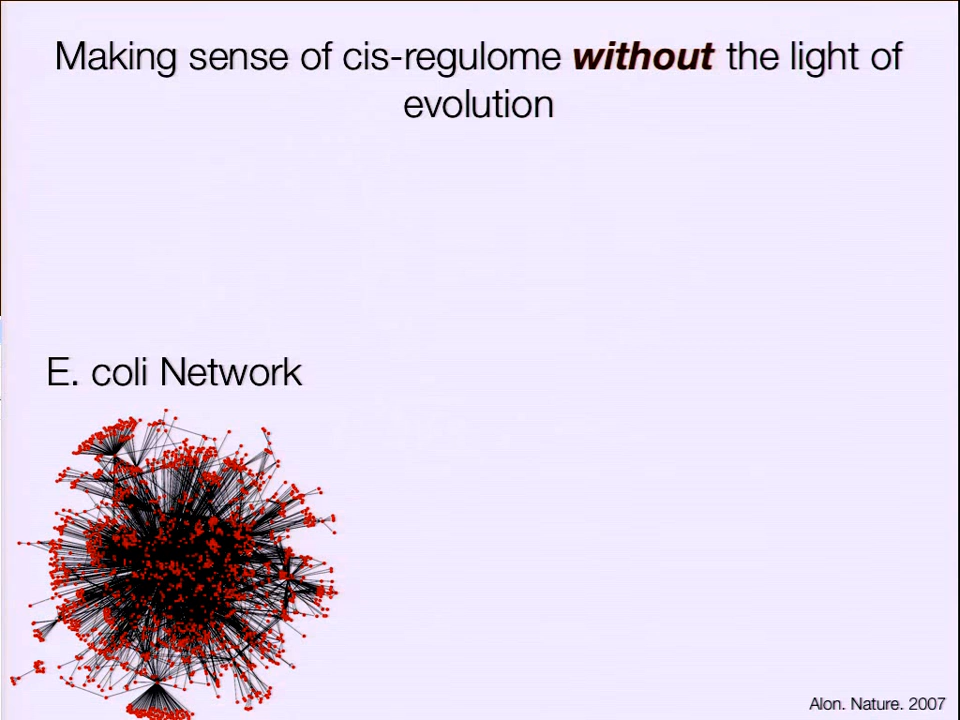 Making sense of cis-regulome without the light of
evolution
E. coli Network
Alon. Nature. 2007